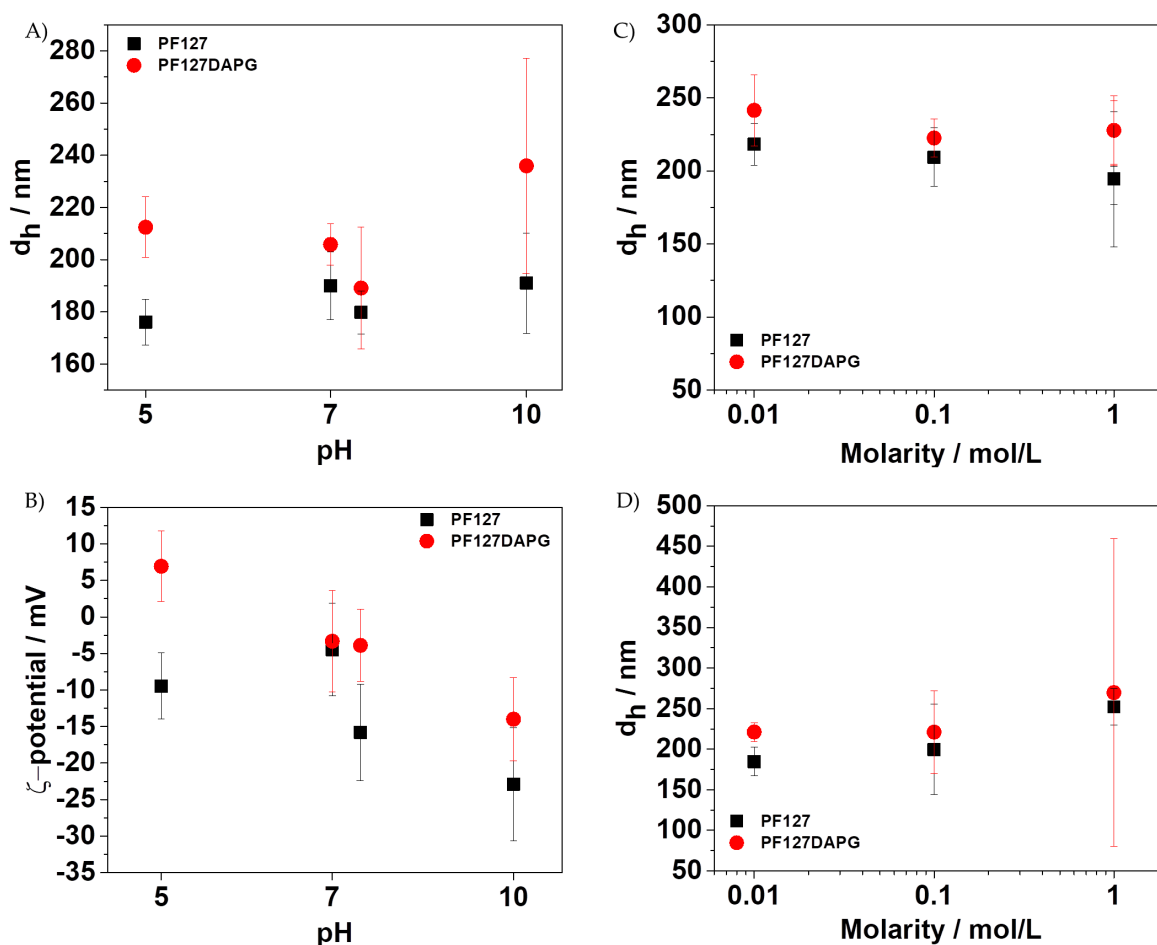 A)
PF127
PF127DAPG
280
260
240
220
200
180
160
d_h / nm
5
7
10
pH
C)
300
250
200
150
100
50
d_h / nm
PF127
PF127DAPG
0.01
0.1
1
Molarity / mol/L
B)
15
10
5
0
-5
-10
-15
-20
-25
-30
-35
ζ–potential / mV
PF127
PF127DAPG
5
7
10
pH
D)
500
450
400
350
300
250
200
150
100
50
d_h / nm
PF127
PF127DAPG
0.01
0.1
1
Molarity / mol/L